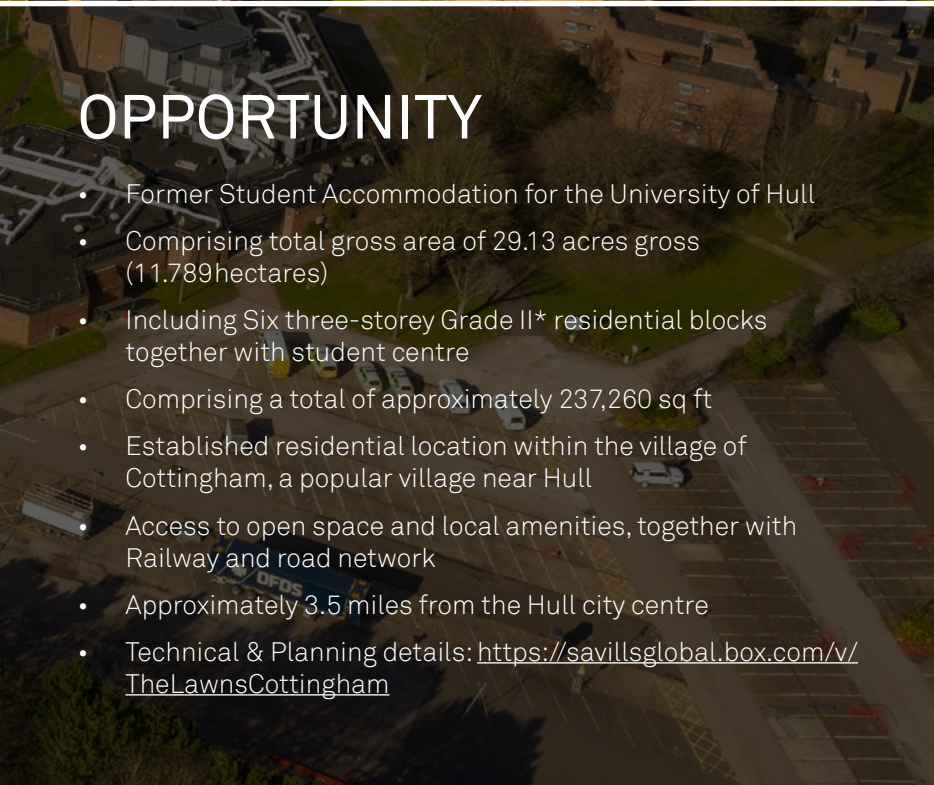 OPPORTUNITY
• Former Student Accommodation for the University of Hull
• Comprising total gross area of 29.13 acres gross
(11.789hectares)
• Including Six three-storey Grade II* residential blocks
together with student centre
• Comprising a total of approximately 237,260 sq ft
• Established residential location within the village of
Cottingham, a popular village near Hull
• Access to open space and local amenities, together with
Railway and road network
• Approximately 3.5 miles from the Hull city centre
• Technical & Planning details: https://savillsglobal.box.com/v/
TheLawnsCottingham
DFDS